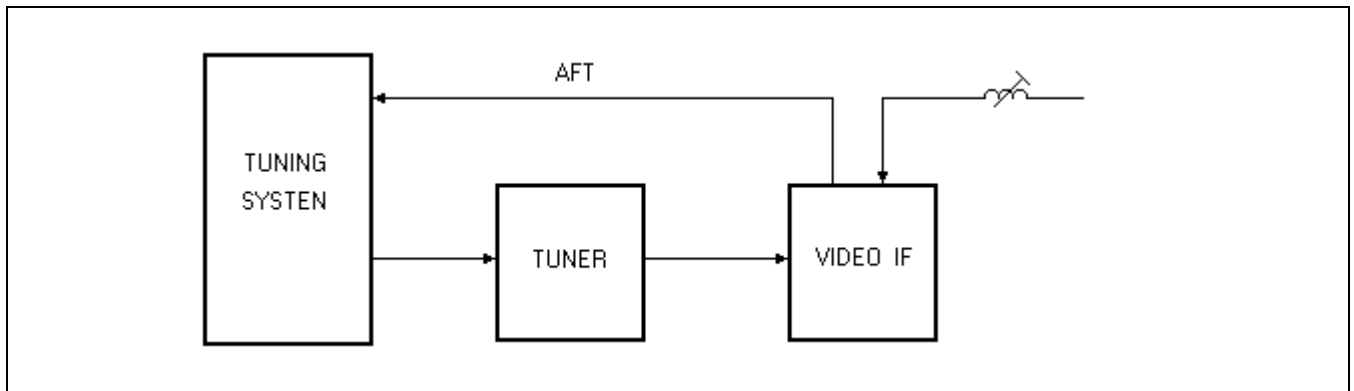 AFT
TUNING
SYSTEN
TUNER
VIDEO IF